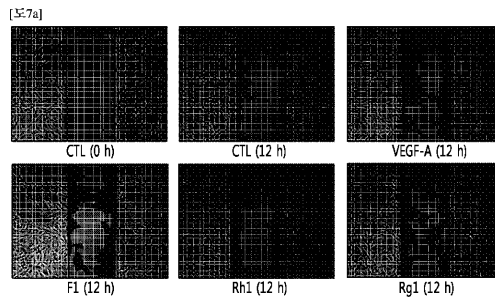 [도7a]
CTL (0 h) CTL (12 h) VEGF-A (12 h)
F1 (12 h) Rh1 (12 h) Rg1 (12 h)